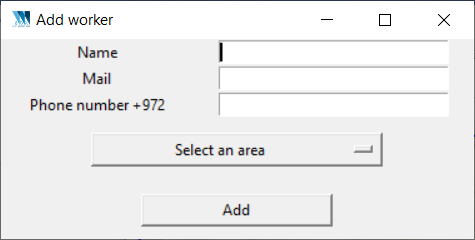 Add worker
Name
Mail
Phone number +972
Select an area
Add